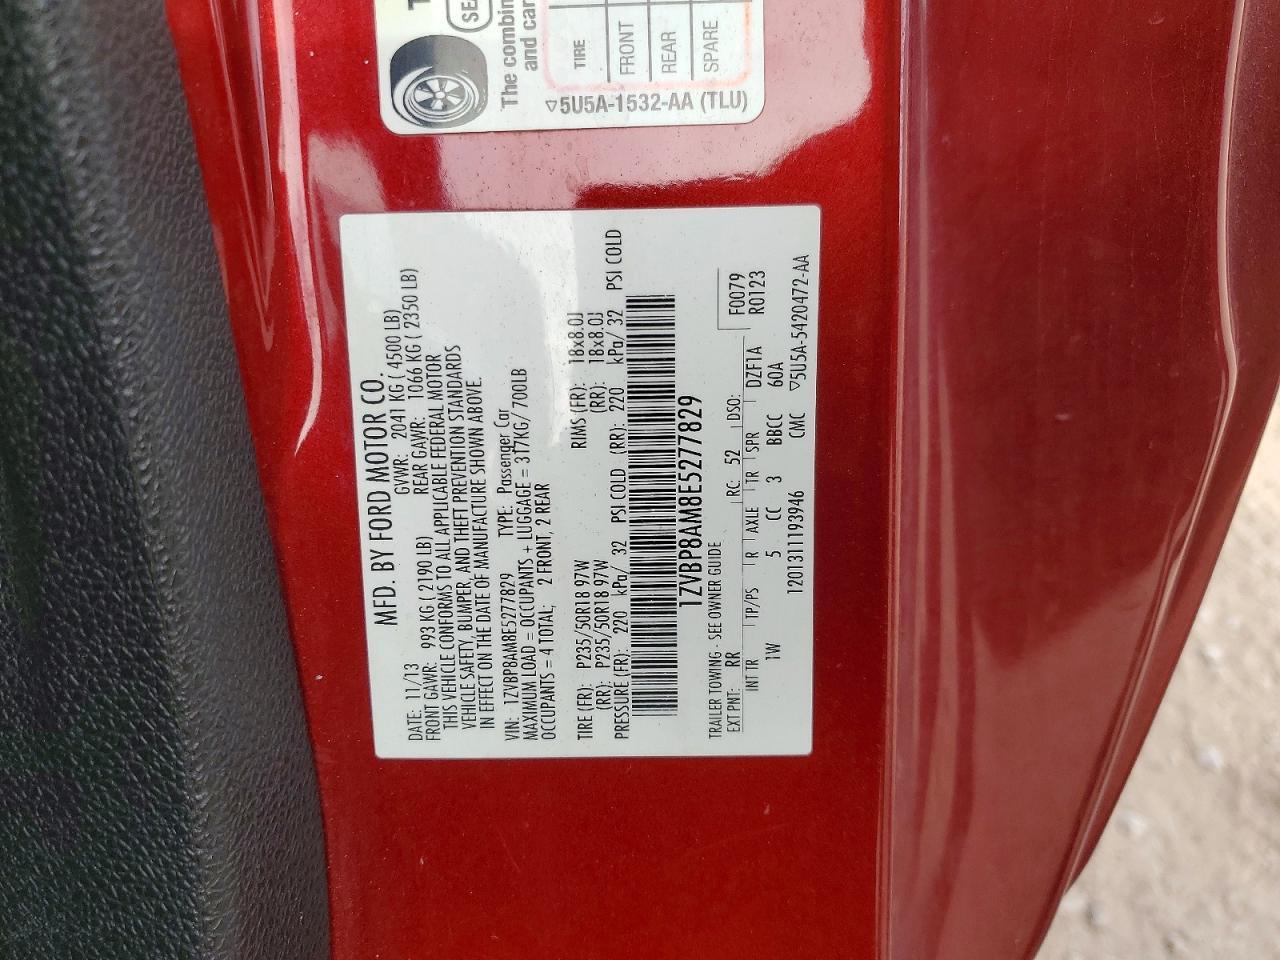 The combin
and car
TIRE
FRONT
REAR
SPARE
▽5U5A-1532-AA (TLU)
MFD. BY FORD MOTOR CO.
DATE: 11/13 GVWR: 2041 KG ( 4500 LB)
FRONT GAWR: 993 KG ( 2190 LB) REAR GAWR: 1066 KG ( 2350 LB)
THIS VEHICLE CONFORMS TO ALL APPLICABLE FEDERAL MOTOR
VEHICLE SAFETY, BUMPER, AND THEFT PREVENTION STANDARDS
IN EFFECT ON THE DATE OF MANUFACTURE SHOWN ABOVE.
VIN: 1ZVBP8AM8E5277829 TYPE: Passenger Car
MAXIMUM LOAD = OCCUPANTS + LUGGAGE = 317KG/ 700LB
OCCUPANTS = 4 TOTAL; 2 FRONT, 2 REAR
TIRE (FR): P235/50R18 97W RIMS (FR): 18x8.0J
(RR): P235/50R18 97W (RR): 18x8.0J
PRESSURE (FR): 220 kPa/ 32 PSI COLD (RR): 220 kPa/ 32 PSI COLD
1ZVBP8AM8E5277829
TRAILER TOWING - SEE OWNER GUIDE F0079
EXT PNT: RR RC: 52 DSO: R0123
INT TR TP/PS R AXLE TR SPR DZF1A
1W 5 CC 3 BBCC 60A
1201311193946 CMC ▽5U5A-5420472-AA